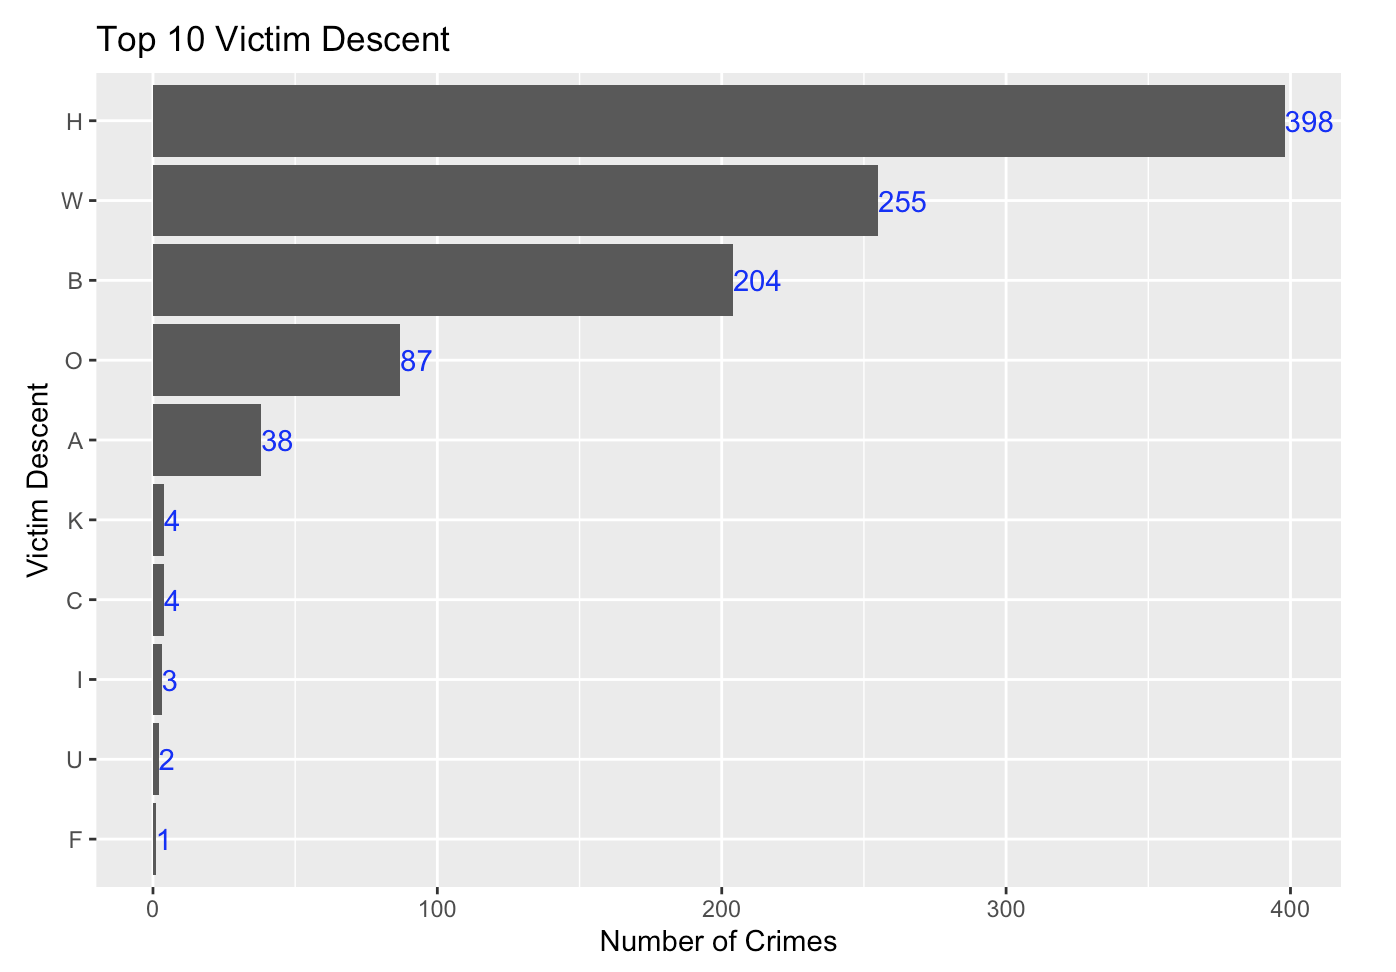 Top 10 Victim Descent
H 398
W 255
B 204
O 87
A 38
K 4
C 4
I 3
U 2
F 1
Victim Descent
0 100 200 300 400
Number of Crimes